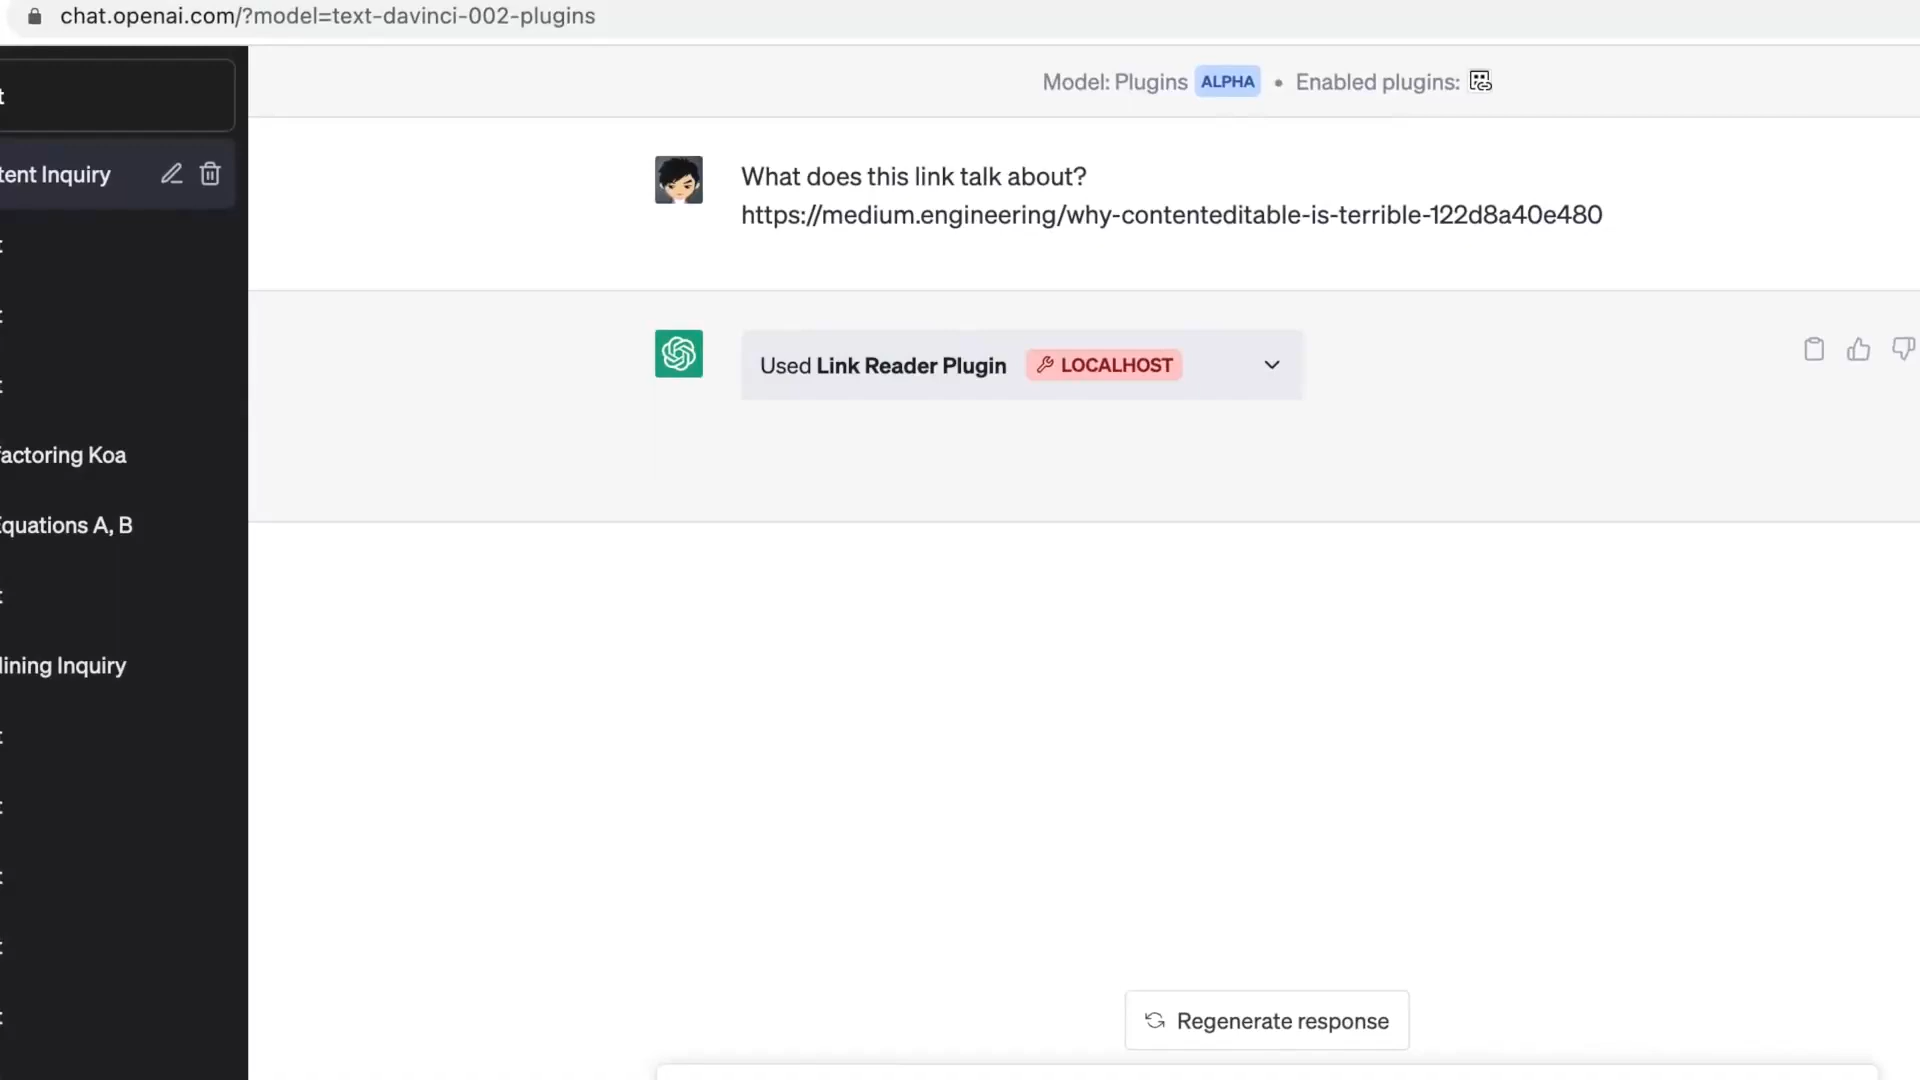 chat.openai.com/?model=text-davinci-002-plugins
Model: Plugins ALPHA • Enabled plugins:
tent Inquiry
What does this link talk about?
https://medium.engineering/why-contenteditable-is-terrible-122d8a40e480
Used Link Reader Plugin LOCALHOST
factoring Koa
Equations A, B
lining Inquiry
Regenerate response